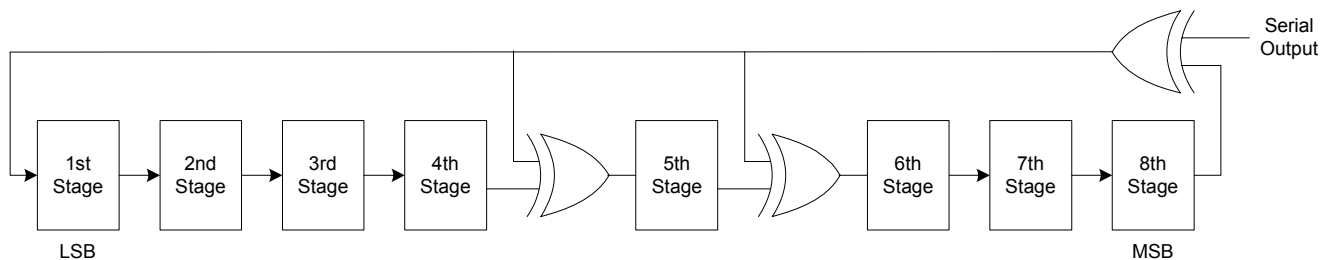 Serial
Output
1st
Stage
2nd
Stage
3rd
Stage
4th
Stage
5th
Stage
6th
Stage
7th
Stage
8th
Stage
LSB
MSB